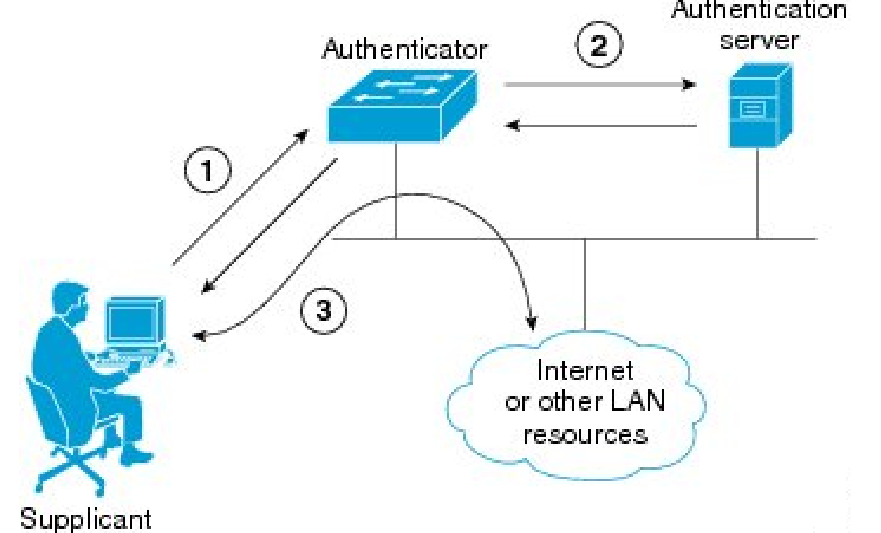 Authentication
server
Authenticator
2
1
3
Internet
or other LAN
resources
Supplicant